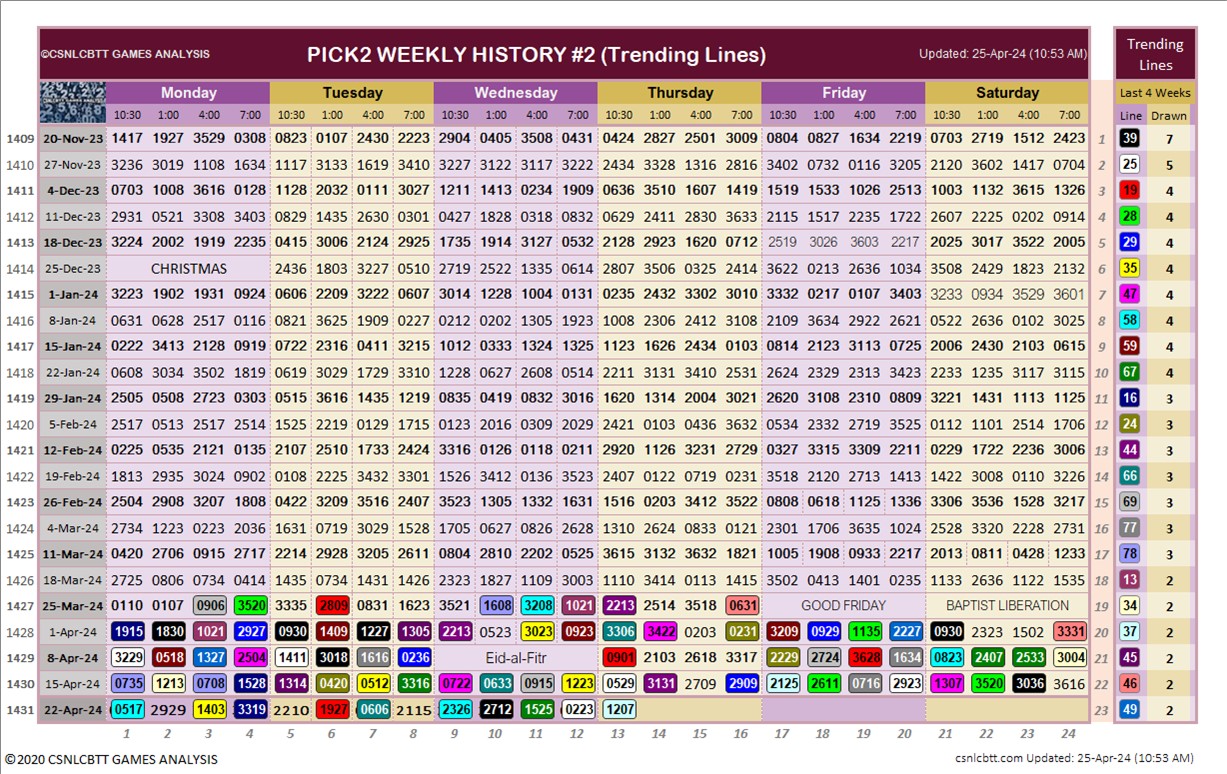 ©CSNLCBTT GAMES ANALYSIS PICK2 WEEKLY HISTORY #2 (Trending Lines) Updated: 25-Apr-24 (10:53 AM) Trending Lines
Monday Tuesday Wednesday Thursday Friday Saturday Last 4 Weeks
10:30 1:00 4:00 7:00 10:30 1:00 4:00 7:00 10:30 1:00 4:00 7:00 10:30 1:00 4:00 7:00 10:30 1:00 4:00 7:00 10:30 1:00 4:00 7:00 Line Drawn
1409 20-Nov-23 1417 1927 3529 0308 0823 0107 2430 2223 2904 0405 3508 0431 0424 2827 2501 3009 0804 0827 1634 2219 0703 2719 1512 2423 1 39 7
1410 27-Nov-23 3236 3019 1108 1634 1117 3133 1619 3410 3227 3122 3117 3222 2434 3328 1316 2816 3402 0732 0116 3205 2120 3602 1417 0704 2 25 5
1411 4-Dec-23 0703 1008 3616 0128 1128 2032 0111 3027 1211 1413 0234 1909 0636 3510 1607 1419 1519 1533 1026 2513 1003 1132 3615 1326 3 19 4
1412 11-Dec-23 2931 0521 3308 3403 0829 1435 2630 0301 0427 1828 0318 0832 0629 2411 2830 3633 2115 1517 2235 1722 2607 2225 0202 0914 4 28 4
1413 18-Dec-23 3224 2002 1919 2235 0415 3006 2124 2925 1735 1914 3127 0532 2128 2923 1620 0712 2519 3026 3603 2217 2025 3017 3522 2005 5 29 4
1414 25-Dec-23 CHRISTMAS 2436 1803 3227 0510 2719 2522 1335 0614 2807 3506 0325 2414 3622 0213 2636 1034 3508 2429 1823 2132 6 35 4
1415 1-Jan-24 3223 1902 1931 0924 0606 2209 3222 0607 3014 1228 1004 0131 0235 2432 0102 3010 3332 0217 0107 3403 3233 0934 3529 3601 7 47 4
1416 8-Jan-24 0631 0628 2517 0116 0821 3625 1909 0227 0212 0202 1305 1923 1008 2306 2412 3108 2109 3634 2922 2621 0522 2636 0102 3025 8 58 4
1417 15-Jan-24 0222 3413 2128 0919 0722 2316 0411 3215 1012 0333 1324 1325 1123 1626 2434 0103 0814 2123 3113 0725 2006 2430 2103 0615 9 59 4
1418 22-Jan-24 0608 3034 3502 1819 0619 3029 1729 3310 1228 0627 2608 0514 2211 3131 3410 2531 2634 2108 3629 3423 2233 1235 3117 3115 10 67 4
1419 29-Jan-24 2505 0508 2723 0303 0515 3616 1435 1219 0835 0419 0832 3016 1620 1314 2004 3021 2620 3108 2310 0809 3221 1431 1113 1125 11 16 3
1420 5-Feb-24 2517 0513 2517 2514 1525 2219 0129 1715 0123 2016 0309 2029 2421 0103 0436 3632 0534 2332 2719 3525 0112 1101 2514 1706 12 24 3
1421 12-Feb-24 0225 0535 2121 0135 2107 2510 1733 2424 3316 0126 0118 0211 2920 1126 3231 2729 0327 3315 3309 2211 0229 1722 2236 3006 13 44 3
1422 19-Feb-24 1813 2935 3024 0902 0108 2225 3432 3301 1526 3412 0136 3523 2407 0122 0719 0231 3518 2120 2713 1413 1422 3008 0110 3226 14 66 3
1423 26-Feb-24 2504 2908 3207 1808 0422 3209 3516 2407 3523 1305 1332 1631 1516 0203 3412 3522 0808 0618 1125 1336 3306 3536 1528 3217 15 69 3
1424 4-Mar-24 2734 1223 0223 2036 1631 0719 3029 1528 1705 0627 0826 2628 1310 2624 0833 0121 2301 1706 3635 1024 2528 3320 2228 2731 16 77 3
1425 11-Mar-24 0420 2706 0915 2717 2214 2928 3205 2611 0804 2810 2202 0525 3615 3132 3632 1821 1005 1908 0933 2217 2013 0811 0428 1233 17 78 3
1426 18-Mar-24 2725 0806 0734 0414 1435 0734 1431 1426 2323 1827 1109 3003 1110 3414 0113 1415 3502 0413 1401 0235 1133 2636 1122 1535 18 13 2
1427 25-Mar-24 0110 0107 0906 3520 3335 2809 0831 1623 3521 1608 3208 1021 2213 2514 3518 0631 GOOD FRIDAY BAPTIST LIBERATION 19 34 2
1428 1-Apr-24 1915 1830 1021 2927 0930 1409 1227 1305 2213 0523 3023 0923 3306 3422 0203 0231 3209 0929 1135 2227 0930 2323 1502 3331 20 37 2
1429 8-Apr-24 3229 0518 1327 2504 1411 3018 1616 0236 Eid-al-Fitr 0901 2103 2618 3317 2229 2724 3628 1634 0823 2407 2533 3004 21 45 2
1430 15-Apr-24 0735 1213 0708 1528 1314 0420 0512 3316 0722 0633 0915 1223 0529 3131 2709 2909 2125 2611 0716 2923 1307 3520 3036 3616 22 46 2
1431 22-Apr-24 0517 2929 1403 3319 2210 1927 0606 2115 2326 2712 1525 0223 1207 23 49 2
1 2 3 4 5 6 7 8 9 10 11 12 13 14 15 16 17 18 19 20 21 22 23 24
©2020 CSNLCBTT GAMES ANALYSIS csnlcbtt.com Updated: 25-Apr-24 (10:53 AM)